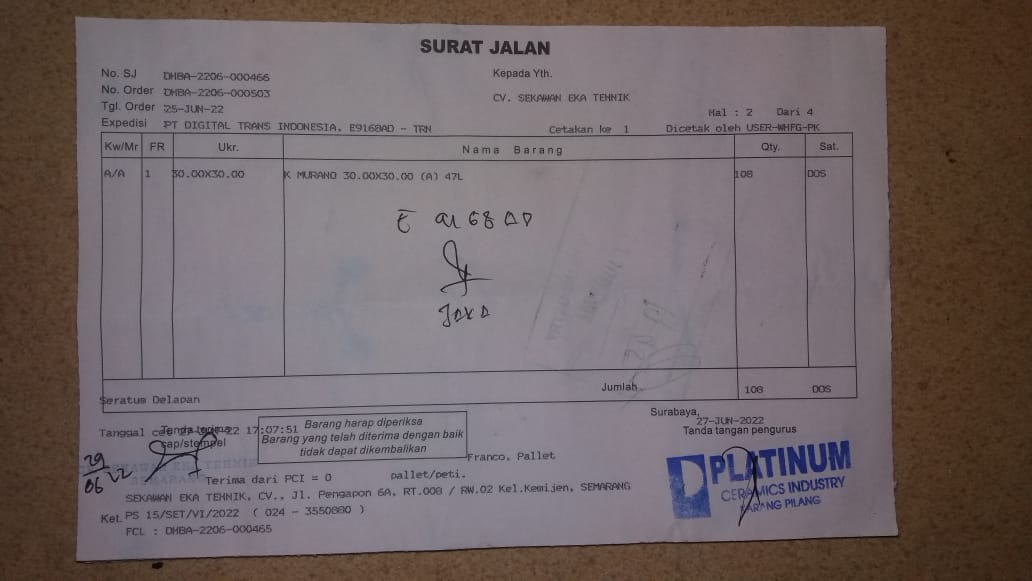 SURAT JALAN
No. SJ DHBA-2206-000466
Kepada Yth.
No. Order DHBA-2206-000503
CV. SEKAWAN EKA TEHNIK
Tgl. Order 25-JUN-22
Hal : 2 Dari 4
Expedisi PT DIGITAL TRANS INDONESIA, E9168AD - TRN Cetakan ke 1 Dicetak oleh USER-WHFG-PK
Kw/Mr FR Ukr. Nama Barang Qty. Sat.
A/A 1 30.00X30.00 K MURANO 30.00X30.00 (A) 47L 108 DOS
E 9168 AD
JAKA
Jumlah 108 DOS
Seratus Delapan
Surabaya,
27-JUN-2022
Tanda tangan pengurus
Tanggal 22 17:07:51
Tanda terima
cap/stempel
Barang harap diperiksa
Barang yang telah diterima dengan baik
tidak dapat dikembalikan
Franco, Pallet
29/06 22
SEKAWAN EKA TEHNIK
SEMARANG
Terima dari PCI = 0 pallet/peti.
SEKAWAN EKA TEHNIK, CV., Jl. Pengapon 6A, RT.008 / RW.02 Kel.Kemijen, SEMARANG
Ket. PS 15/SET/VI/2022 ( 024 - 3550880 )
FCL : DHBA-2206-000465
PLATINUM
CERAMICS INDUSTRY
KARANG PILANG